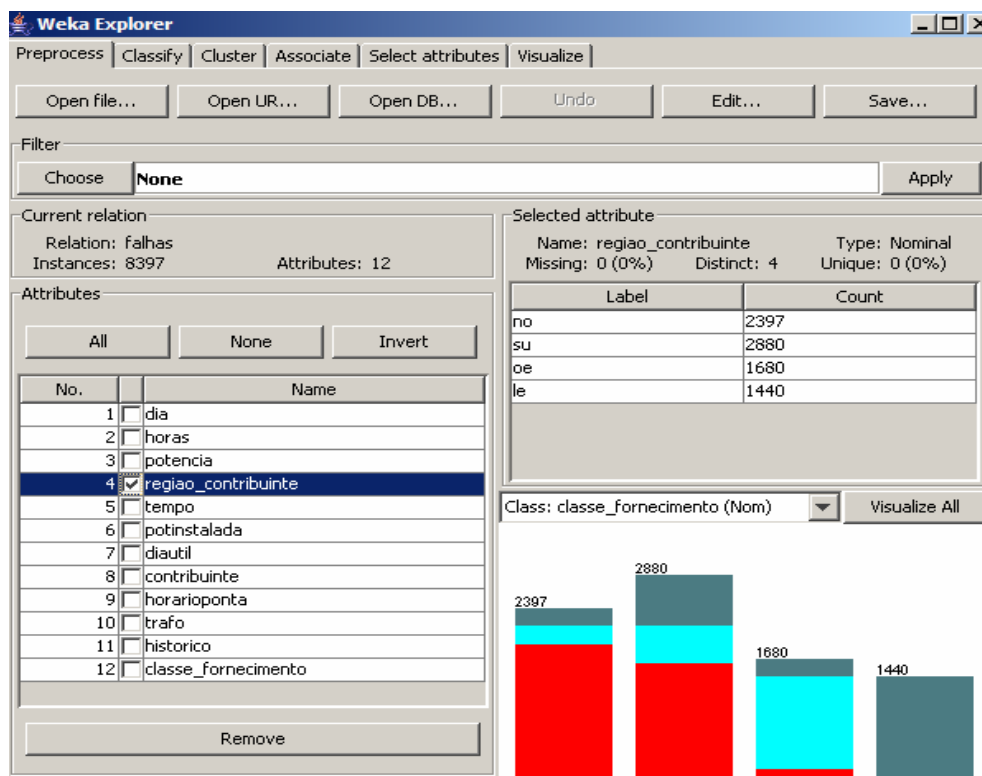 Weka Explorer
Preprocess Classify Cluster Associate Select attributes Visualize
Open file... Open UR... Open DB... Undo Edit... Save...
Filter
Choose None Apply
Current relation
Relation: falhas
Instances: 8397 Attributes: 12
Attributes
All None Invert
No. Name
1 dia
2 horas
3 potencia
4 regiao_contribuinte
5 tempo
6 potinstalada
7 diautil
8 contribuinte
9 horarioponta
10 trafo
11 historico
12 classe_fornecimento
Remove
Selected attribute
Name: regiao_contribuinte Type: Nominal
Missing: 0 (0%) Distinct: 4 Unique: 0 (0%)
Label Count
no 2397
su 2880
oe 1680
le 1440
Class: classe_fornecimento (Nom) Visualize All
2397 2880 1680 1440